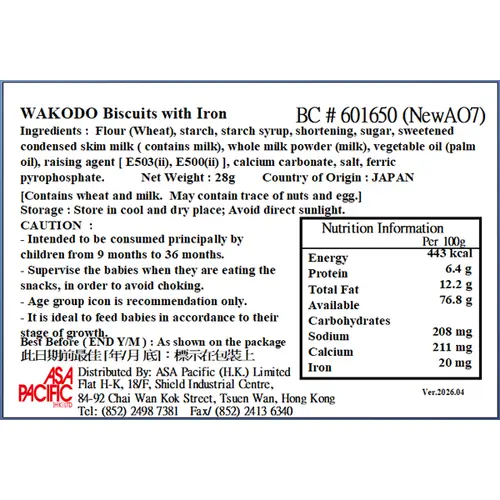 WAKODO Biscuits with Iron
BC # 601650 (NewAO7)
Ingredients : Flour (Wheat), starch, starch syrup, shortening, sugar, sweetened
condensed skim milk ( contains milk), whole milk powder (milk), vegetable oil (palm
oil), raising agent [ E503(ii), E500(ii) ], calcium carbonate, salt, ferric
pyrophosphate. Net Weight : 28g Country of Origin : JAPAN
[Contains wheat and milk. May contain trace of nuts and egg.]
Storage : Store in cool and dry place; Avoid direct sunlight.
CAUTION :
- Intended to be consumed principally by
children from 9 months to 36 months.
- Supervise the babies when they are eating the
snacks, in order to avoid choking.
- Age group icon is recommendation only.
- It is ideal to feed babies in accordance to their
stage of growth.
Best Before ( END Y/M ) : As shown on the package
此日期前最佳［年/月 底］：標示在包裝上
Nutrition Information
Per 100g
Energy 443 kcal
Protein 6.4 g
Total Fat 12.2 g
Available 76.8 g
Carbohydrates
Sodium 208 mg
Calcium 211 mg
Iron 20 mg
ASA
PACIFIC
(H.K.) LTD
Distributed By: ASA Pacific (H.K.) Limited
Flat H-K, 18/F, Shield Industrial Centre,
84-92 Chai Wan Kok Street, Tsuen Wan, Hong Kong
Tel: (852) 2498 7381 Fax/ (852) 2413 6340
Ver.2026.04